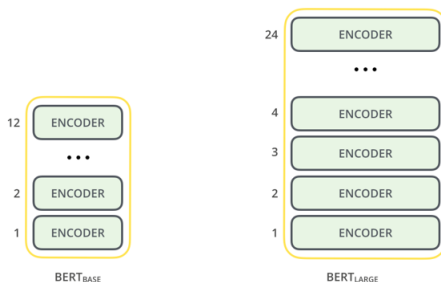 24 ENCODER
4 ENCODER
12 ENCODER
3 ENCODER
2 ENCODER
2 ENCODER
1 ENCODER
1 ENCODER
BERTBASE
BERTLARGE